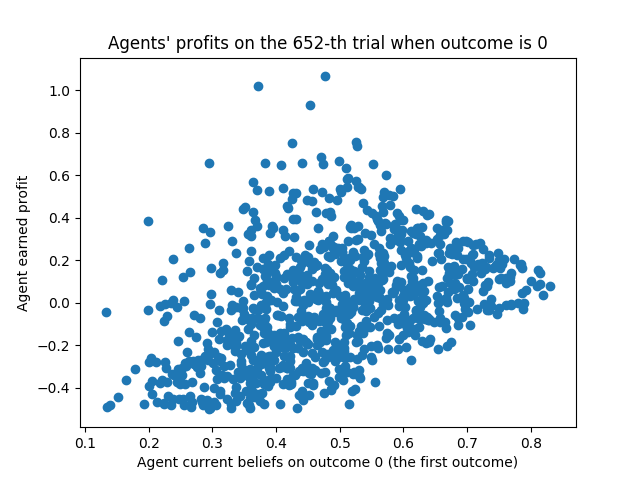 Agents' profits on the 652-th trial when outcome is 0
1.0
0.8
0.6
0.4
0.2
0.0
−0.2
−0.4
Agent earned profit
0.1 0.2 0.3 0.4 0.5 0.6 0.7 0.8
Agent current beliefs on outcome 0 (the first outcome)